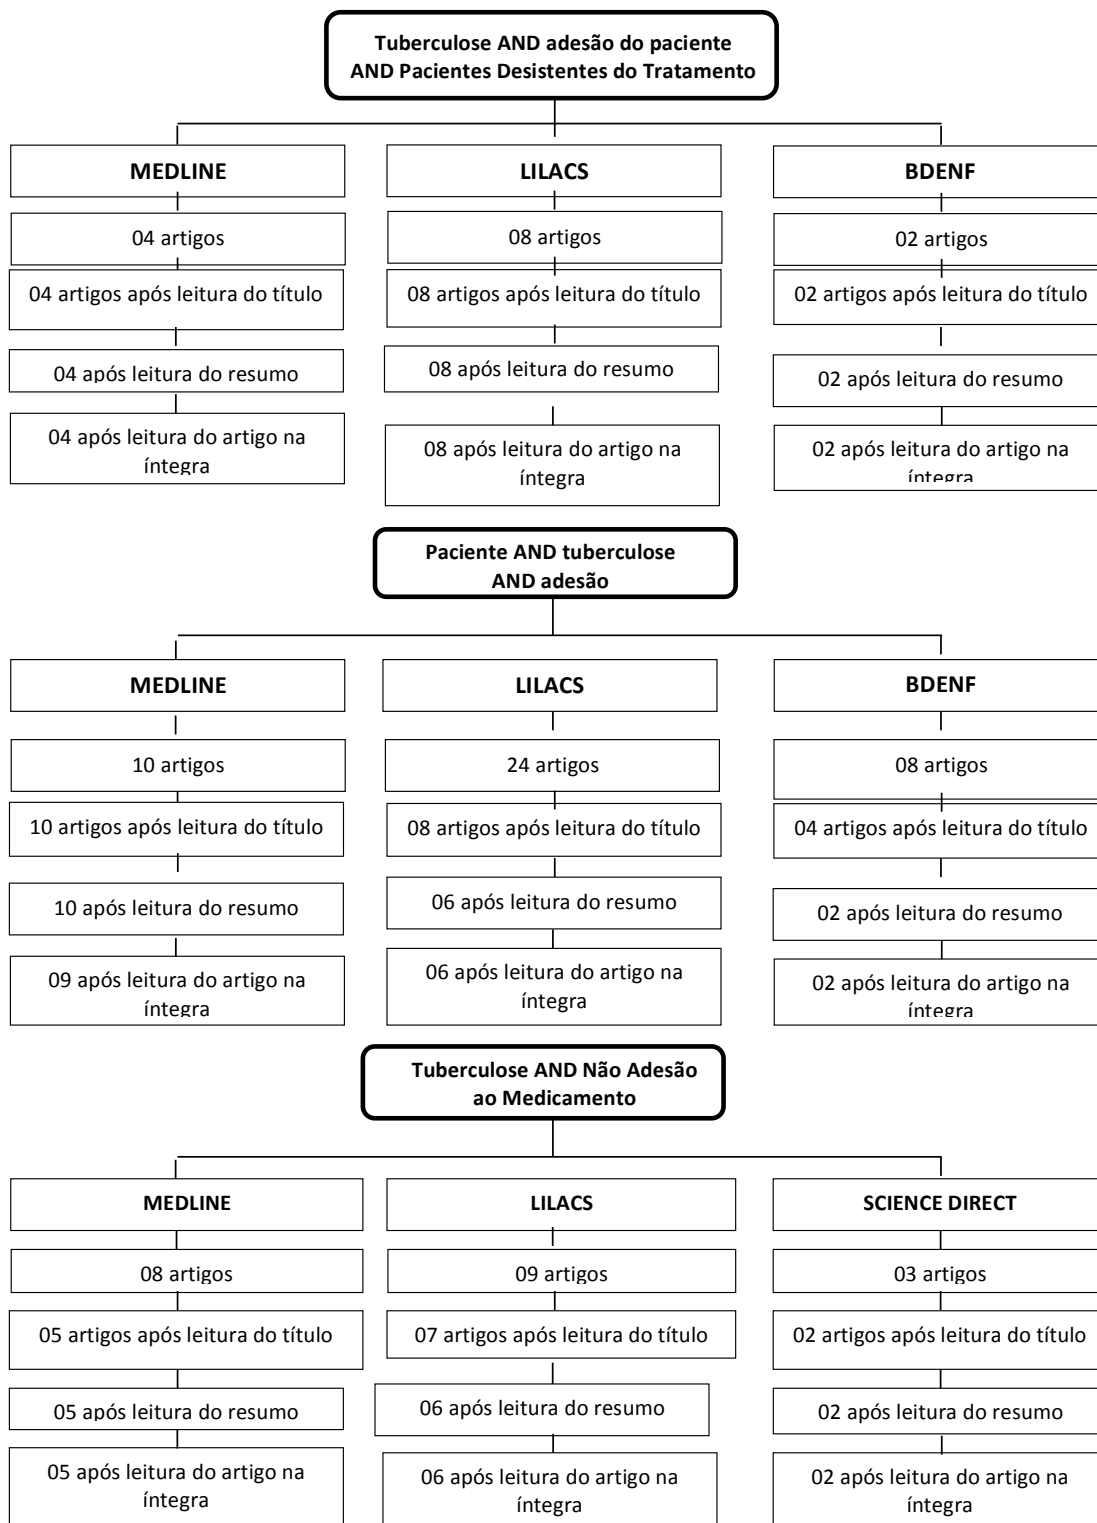 Tuberculose AND adesão do paciente
AND Pacientes Desistentes do Tratamento
MEDLINE
LILACS
BDENF
04 artigos
08 artigos
02 artigos
04 artigos após leitura do título
08 artigos após leitura do título
02 artigos após leitura do título
04 após leitura do resumo
08 após leitura do resumo
02 após leitura do resumo
04 após leitura do artigo na
íntegra
08 após leitura do artigo na
íntegra
02 após leitura do artigo na
íntegra
Paciente AND tuberculose
AND adesão
MEDLINE
LILACS
BDENF
10 artigos
24 artigos
08 artigos
10 artigos após leitura do título
08 artigos após leitura do título
04 artigos após leitura do título
10 após leitura do resumo
06 após leitura do resumo
02 após leitura do resumo
09 após leitura do artigo na
íntegra
06 após leitura do artigo na
íntegra
02 após leitura do artigo na
íntegra
Tuberculose AND Não Adesão
ao Medicamento
MEDLINE
LILACS
SCIENCE DIRECT
08 artigos
09 artigos
03 artigos
05 artigos após leitura do título
07 artigos após leitura do título
02 artigos após leitura do título
05 após leitura do resumo
06 após leitura do resumo
02 após leitura do resumo
05 após leitura do artigo na
íntegra
06 após leitura do artigo na
íntegra
02 após leitura do artigo na
íntegra